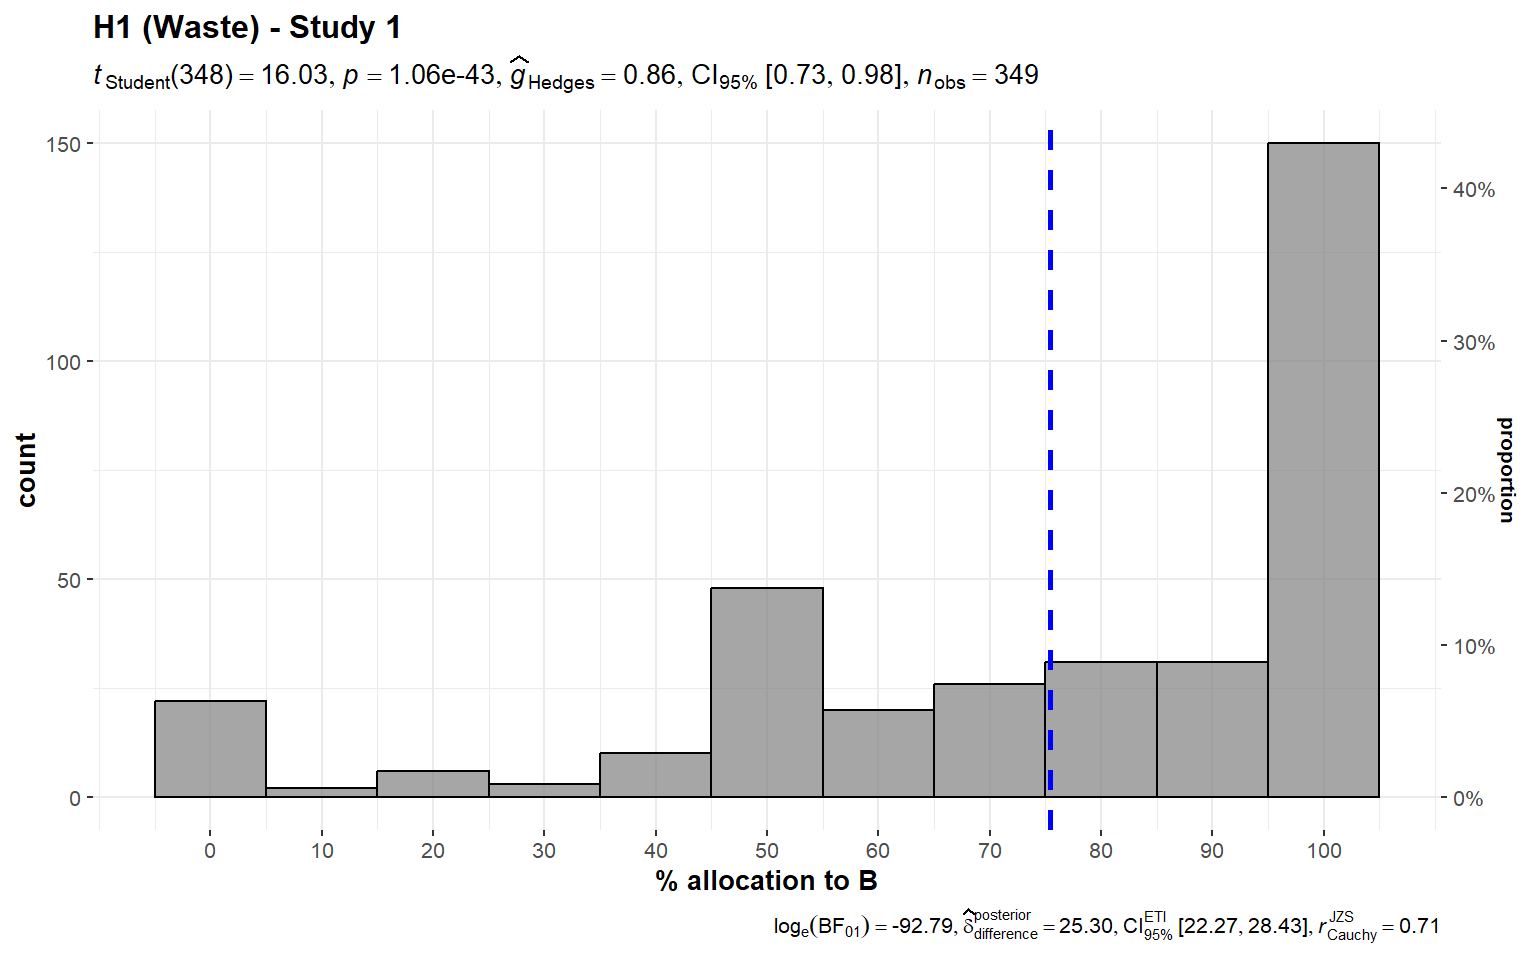 H1 (Waste) - Study 1
t Student(348) = 16.03, p = 1.06e-43, ĝ Hedges = 0.86, CI95% [0.73, 0.98], nobs = 349
150
100
50
0
count
40%
30%
20%
10%
0%
proportion
0 10 20 30 40 50 60 70 80 90 100
% allocation to B
loge(BF01) = -92.79, δ̂ posterior difference = 25.30, CI ETI 95% [22.27, 28.43], r JZS Cauchy = 0.71